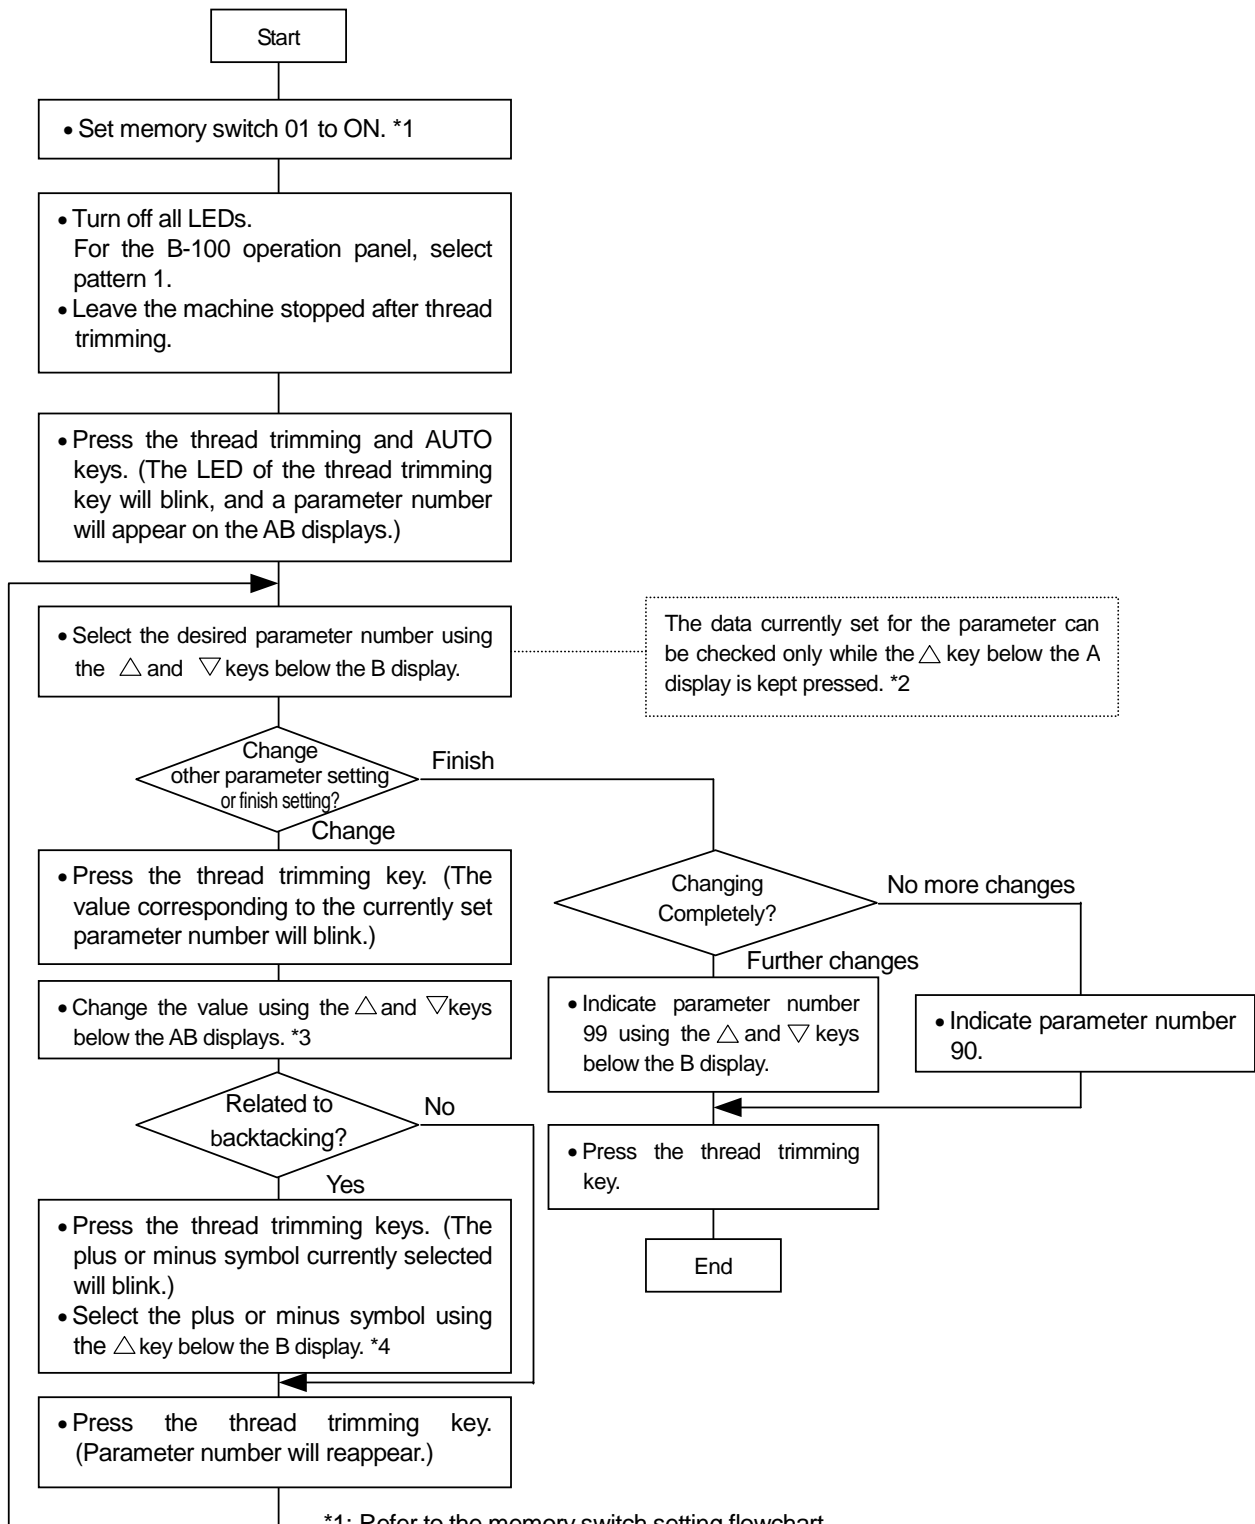 Start
• Set memory switch 01 to ON. *1
• Turn off all LEDs.
For the B-100 operation panel, select
pattern 1.
• Leave the machine stopped after thread
trimming.
• Press the thread trimming and AUTO
keys. (The LED of the thread trimming
key will blink, and a parameter number
will appear on the AB displays.)
• Select the desired parameter number using
the △ and ▽ keys below the B display.
The data currently set for the parameter can
be checked only while the △ key below the A
display is kept pressed. *2
Change
other parameter setting
or finish setting?
Finish
Change
• Press the thread trimming key. (The
value corresponding to the currently set
parameter number will blink.)
• Change the value using the △ and ▽ keys
below the AB displays. *3
Related to
backtacking?
No
Yes
• Press the thread trimming keys. (The
plus or minus symbol currently selected
will blink.)
• Select the plus or minus symbol using
the △ key below the B display. *4
• Press the thread trimming key.
(Parameter number will reappear.)
Changing
Completely?
No more changes
Further changes
• Indicate parameter number
99 using the △ and ▽ keys
below the B display.
• Indicate parameter number
90.
• Press the thread trimming
key.
End
*1: Refer to the memory switch setting flowchart